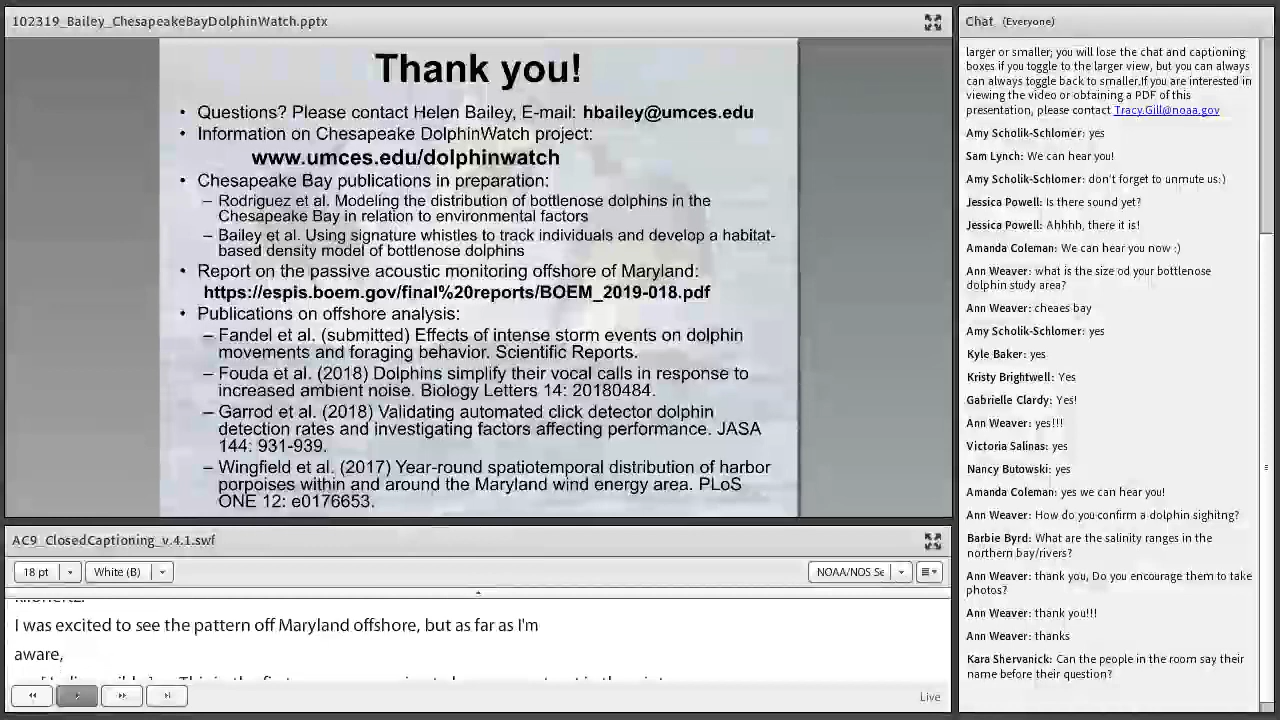 102319_Bailey_ChesapeakeBayDolphinWatch.pptx
Thank you!
• Questions? Please contact Helen Bailey, E-mail: hbailey@umces.edu
• Information on Chesapeake DolphinWatch project:
www.umces.edu/dolphinwatch
• Chesapeake Bay publications in preparation:
– Rodriguez et al. Modeling the distribution of bottlenose dolphins in the
Chesapeake Bay in relation to environmental factors
– Bailey et al. Using signature whistles to track individuals and develop a habitat-
based density model of bottlenose dolphins
• Report on the passive acoustic monitoring offshore of Maryland:
https://espis.boem.gov/final%20reports/BOEM_2019-018.pdf
• Publications on offshore analysis:
– Fandel et al. (submitted) Effects of intense storm events on dolphin
movements and foraging behavior. Scientific Reports.
– Fouda et al. (2018) Dolphins simplify their vocal calls in response to
increased ambient noise. Biology Letters 14: 20180484.
– Garrod et al. (2018) Validating automated click detector dolphin
detection rates and investigating factors affecting performance. JASA
144: 931-939.
– Wingfield et al. (2017) Year-round spatiotemporal distribution of harbor
porpoises within and around the Maryland wind energy area. PLoS
ONE 12: e0176653.
AC9_ClosedCaptioning_v.4.1.swf
18 pt
White (B)
NOAA/NOS Se
I was excited to see the pattern off Maryland offshore, but as far as I'm
aware,
Live
Chat (Everyone)
larger or smaller; you will lose the chat and captioning
boxes if you toggle to the larger view, but you can always
can always toggle back to smaller.If you are interested in
viewing the video or obtaining a PDF of this
presentation, please contact Tracy.Gill@noaa.gov
Amy Scholik-Schlomer: yes
Sam Lynch: We can hear you!
Amy Scholik-Schlomer: don't forget to unmute us:)
Jessica Powell: Is there sound yet?
Jessica Powell: Ahhhh, there it is!
Amanda Coleman: We can hear you now :)
Ann Weaver: what is the size od your bottlenose
dolphin study area?
Ann Weaver: cheaes bay
Amy Scholik-Schlomer: yes
Kyle Baker: yes
Kristy Brightwell: Yes
Gabrielle Clardy: Yes!
Ann Weaver: yes!!!
Victoria Salinas: yes
Nancy Butowski: yes
Amanda Coleman: yes we can hear you!
Ann Weaver: How do you confirm a dolphin sighitng?
Barbie Byrd: What are the salinity ranges in the
northern bay/rivers?
Ann Weaver: thank you, Do you encourage them to take
photos?
Ann Weaver: thank you!!!
Ann Weaver: thanks
Kara Shervanick: Can the people in the room say their
name before their question?